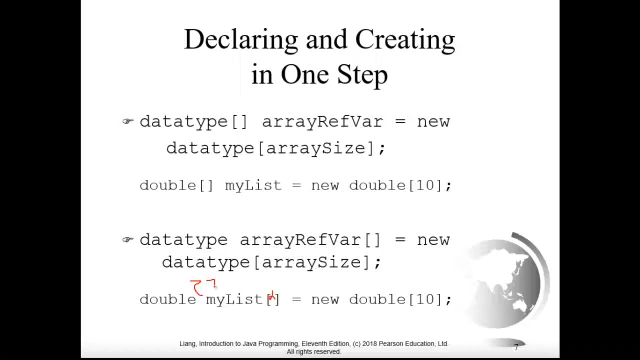 Declaring and Creating
in One Step
☞ datatype[] arrayRefVar = new
datatype[arraySize];
double[] myList = new double[10];
☞ datatype arrayRefVar[] = new
datatype[arraySize];
double myList[] = new double[10];
Liang, Introduction to Java Programming, Eleventh Edition, (c) 2018 Pearson Education, Ltd.
All rights reserved.
7